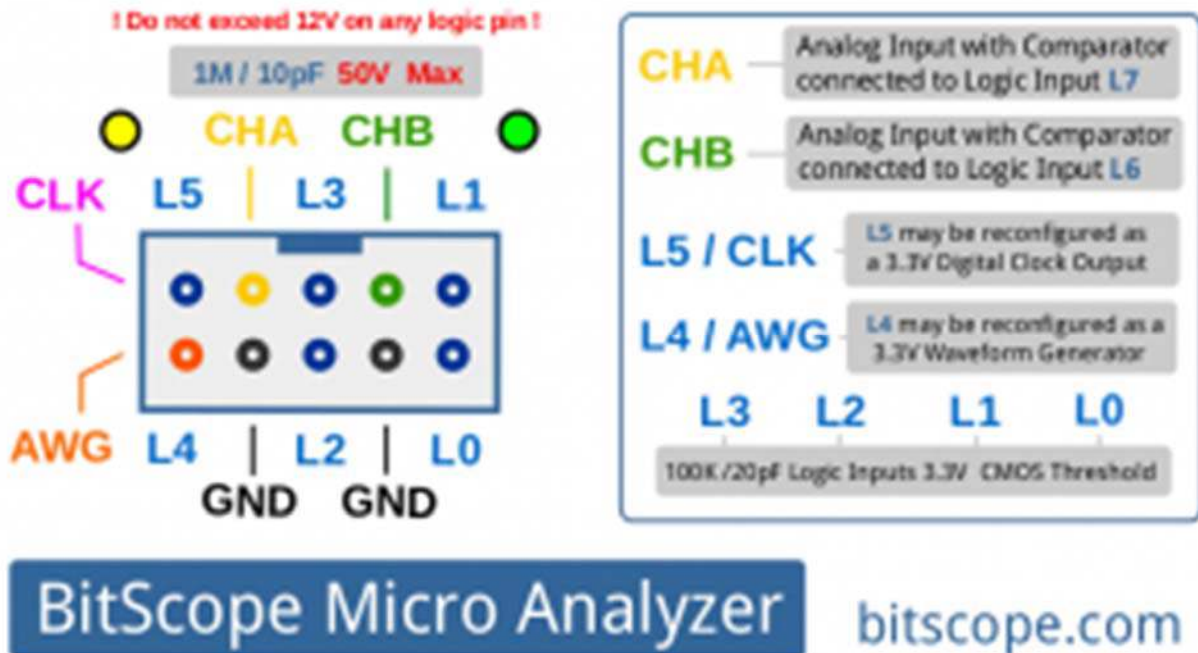 ! Do not exceed 12V on any logic pin !
1M / 10pF 50V Max
CHA CHB
CLK L5 L3 L1
AWG L4 L2 L0
GND GND
CHA Analog Input with Comparator
connected to Logic Input L7
CHB Analog Input with Comparator
connected to Logic Input L6
L5 / CLK L5 may be reconfigured as
a 3.3V Digital Clock Output
L4 / AWG L4 may be reconfigured as a
3.3V Waveform Generator
L3 L2 L1 L0
100K /20pF Logic Inputs 3.3V CMOS Threshold
BitScope Micro Analyzer
bitscope.com